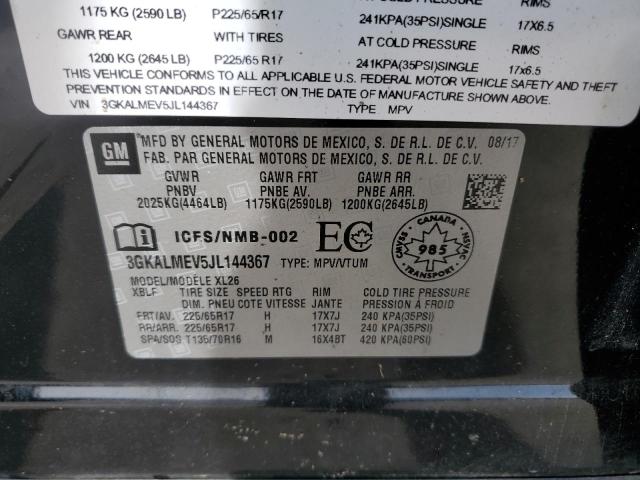 1175 KG (2590 LB) P225/65/R17 241KPA(35PSI)SINGLE 17X6.5
GAWR REAR WITH TIRES AT COLD PRESSURE RIMS
1200 KG (2645 LB) P225/65 R17 241KPA(35PSI)SINGLE 17x6.5
THIS VEHICLE CONFORMS TO ALL APPLICABLE U.S. FEDERAL MOTOR VEHICLE SAFETY AND THEFT
PREVENTION STANDARDS IN EFFECT ON THE DATE OF MANUFACTURE SHOWN ABOVE.
VIN 3GKALMEV5JL144367 TYPE MPV
GM
MFD BY GENERAL MOTORS DE MEXICO, S. DE R.L. DE C.V. 08/17
FAB. PAR GENERAL MOTORS DE MEXICO, S. DE R.L. DE C.V.
GVWR GAWR FRT GAWR RR
PNBV PNBE AV. PNBE ARR.
2025KG(4464LB) 1175KG(2590LB) 1200KG(2645LB)
ICFS/NMB-002 EC CANADA CMVSS 985 NSVAC
3GKALMEV5JL144367 TYPE: MPV/VTUM
MODEL/MODÈLE XL26
XBLF TIRE SIZE SPEED RTG RIM COLD TIRE PRESSURE
DIM. PNEU COTE VITESSE JANTE PRESSION À FROID
FRT/AV. 225/65R17 H 17X7J 240 KPA(35PSI)
RR/ARR. 225/65R17 H 17X7J 240 KPA(35PSI)
SPA/SOS T135/70R16 M 16X4BT 420 KPA(60PSI)